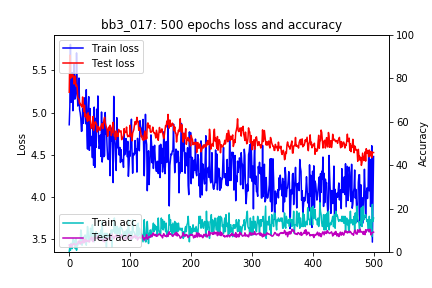 bb3_017: 500 epochs loss and accuracy
Train loss
Test loss
Train acc
Test acc
Loss
Accuracy
5.5
5.0
4.5
4.0
3.5
100
80
60
40
20
0
0 100 200 300 400 500